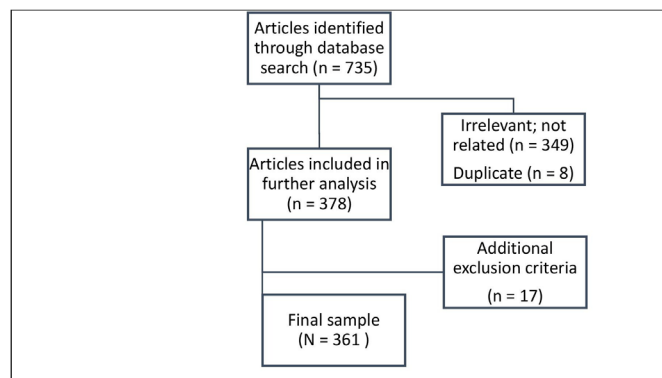 Articles identified
through database
search (n = 735)
Irrelevant; not
related (n = 349)
Duplicate (n = 8)
Articles included in
further analysis
(n = 378)
Additional
exclusion criteria
(n = 17)
Final sample
(N = 361 )